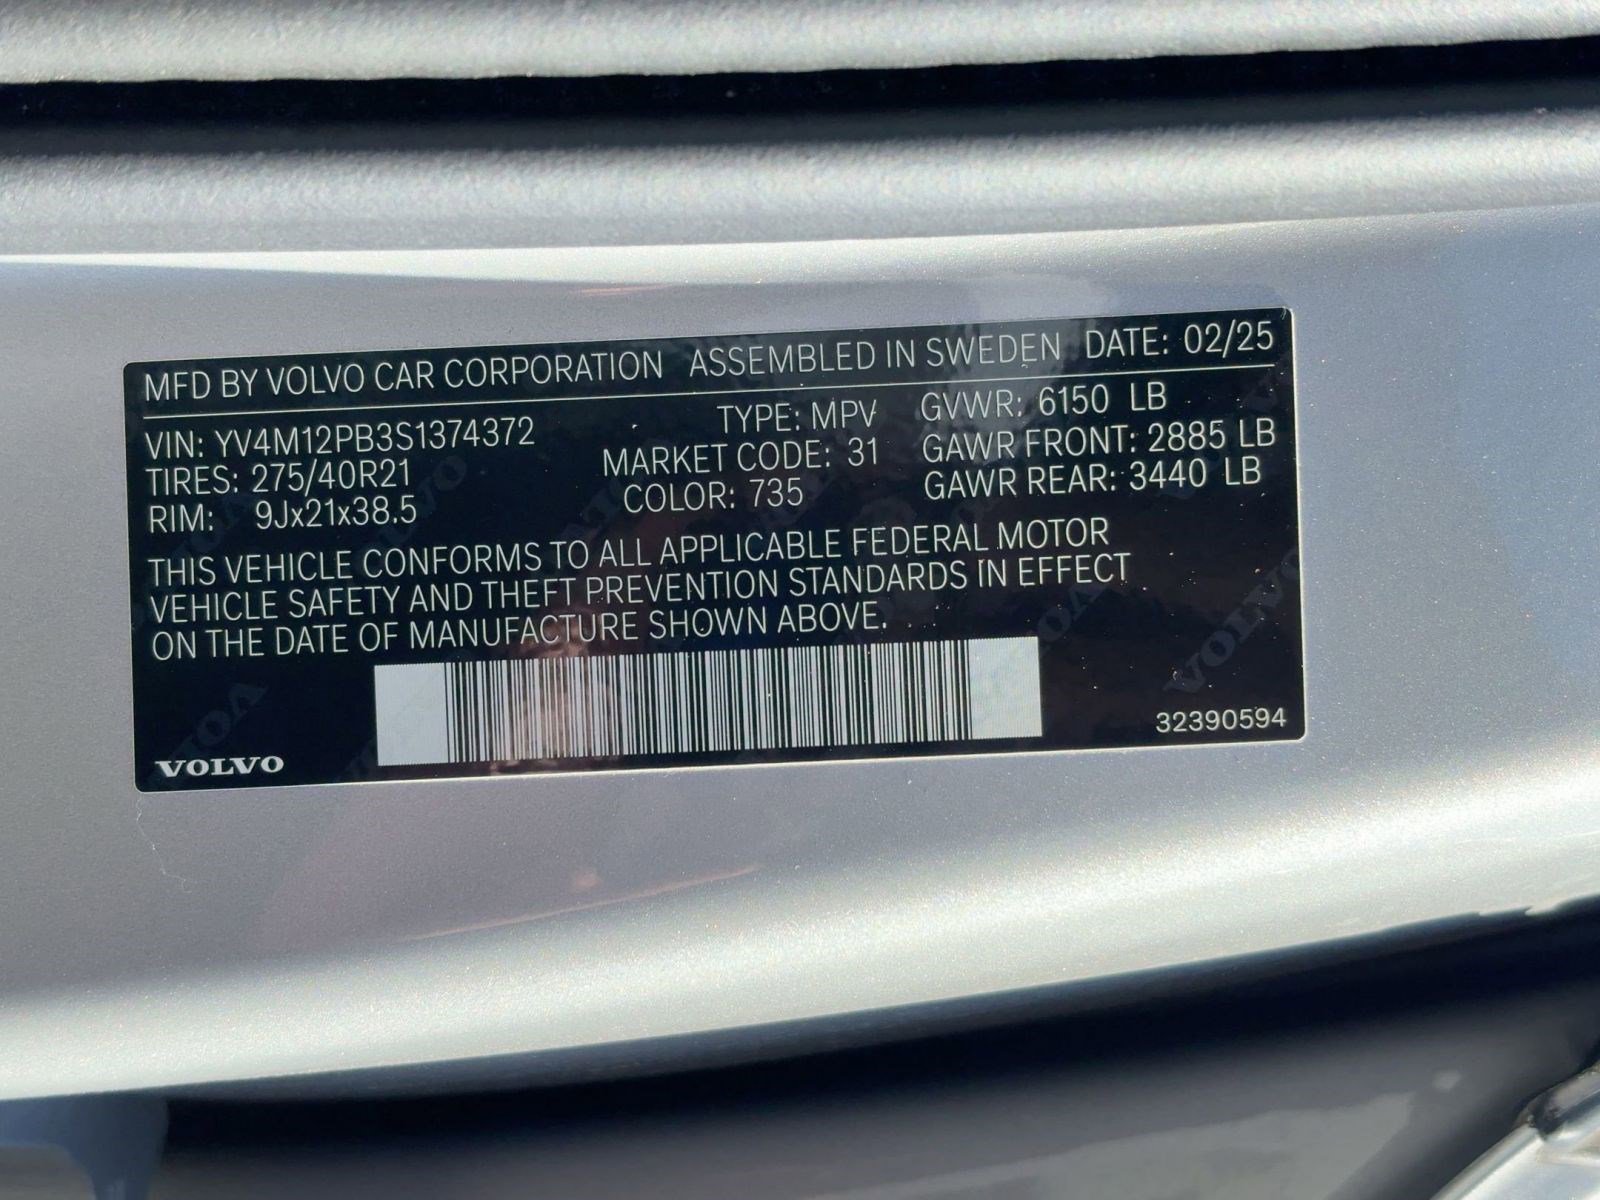 MFD BY VOLVO CAR CORPORATION ASSEMBLED IN SWEDEN DATE: 02/25
VIN: YV4M12PB3S1374372 TYPE: MPV GVWR: 6150 LB
TIRES: 275/40R21 MARKET CODE: 31 GAWR FRONT: 2885 LB
RIM: 9Jx21x38.5 COLOR: 735 GAWR REAR: 3440 LB
THIS VEHICLE CONFORMS TO ALL APPLICABLE FEDERAL MOTOR
VEHICLE SAFETY AND THEFT PREVENTION STANDARDS IN EFFECT
ON THE DATE OF MANUFACTURE SHOWN ABOVE.
VOLVO 32390594